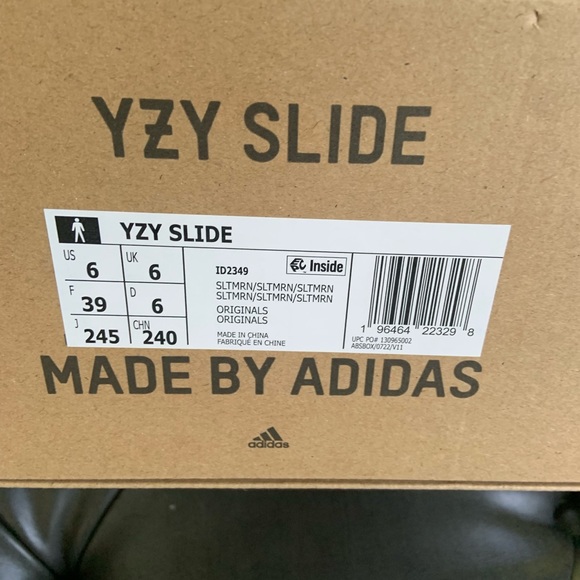 YZY SLIDE
YZY SLIDE
US 6 UK 6
F 39 D 6
J 245 CHN 240
ID2349 Inside
SLTMRN/SLTMRN/SLTMRN
SLTMRN/SLTMRN/SLTMRN
ORIGINALS
ORIGINALS
MADE IN CHINA
FABRIQUÉ EN CHINE
1 96464 22329 8
UPC PO# 130965002
ABSBOX/0722/V11
MADE BY ADIDAS
adidas